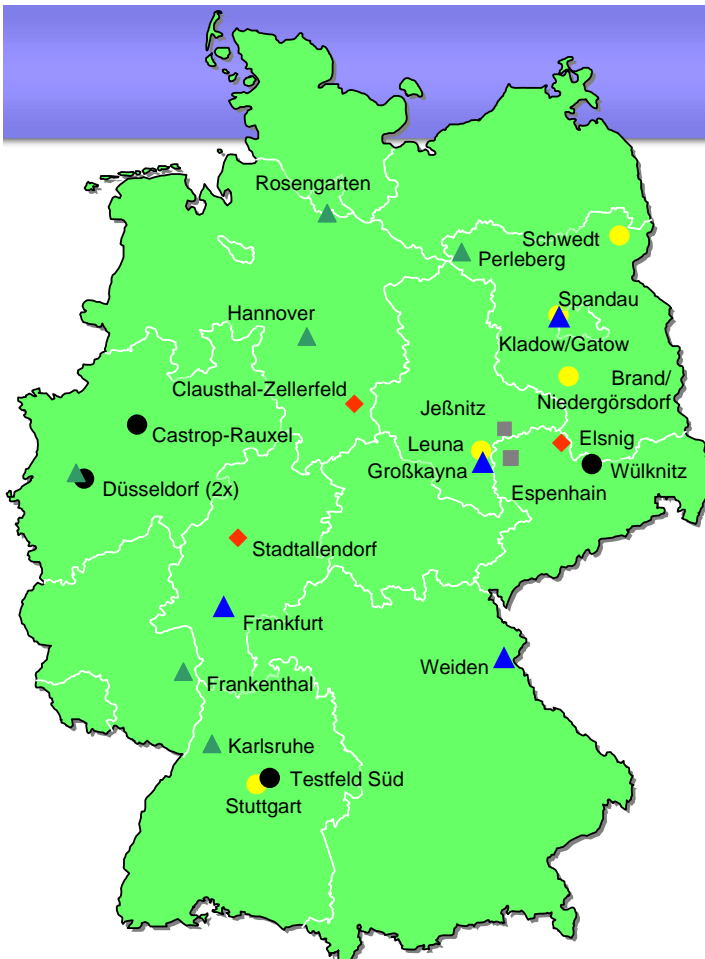 Rosengarten
Schwedt
Perleberg
Spandau
Hannover
Kladow/Gatow
Clausthal-Zellerfeld
Brand/
Niedergörsdorf
Jeßnitz
Castrop-Rauxel
Leuna
Elsnig
Großkayna
Wülknitz
Düsseldorf (2x)
Espenhain
Stadtallendorf
Frankfurt
Weiden
Frankenthal
Karlsruhe
Testfeld Süd
Stuttgart